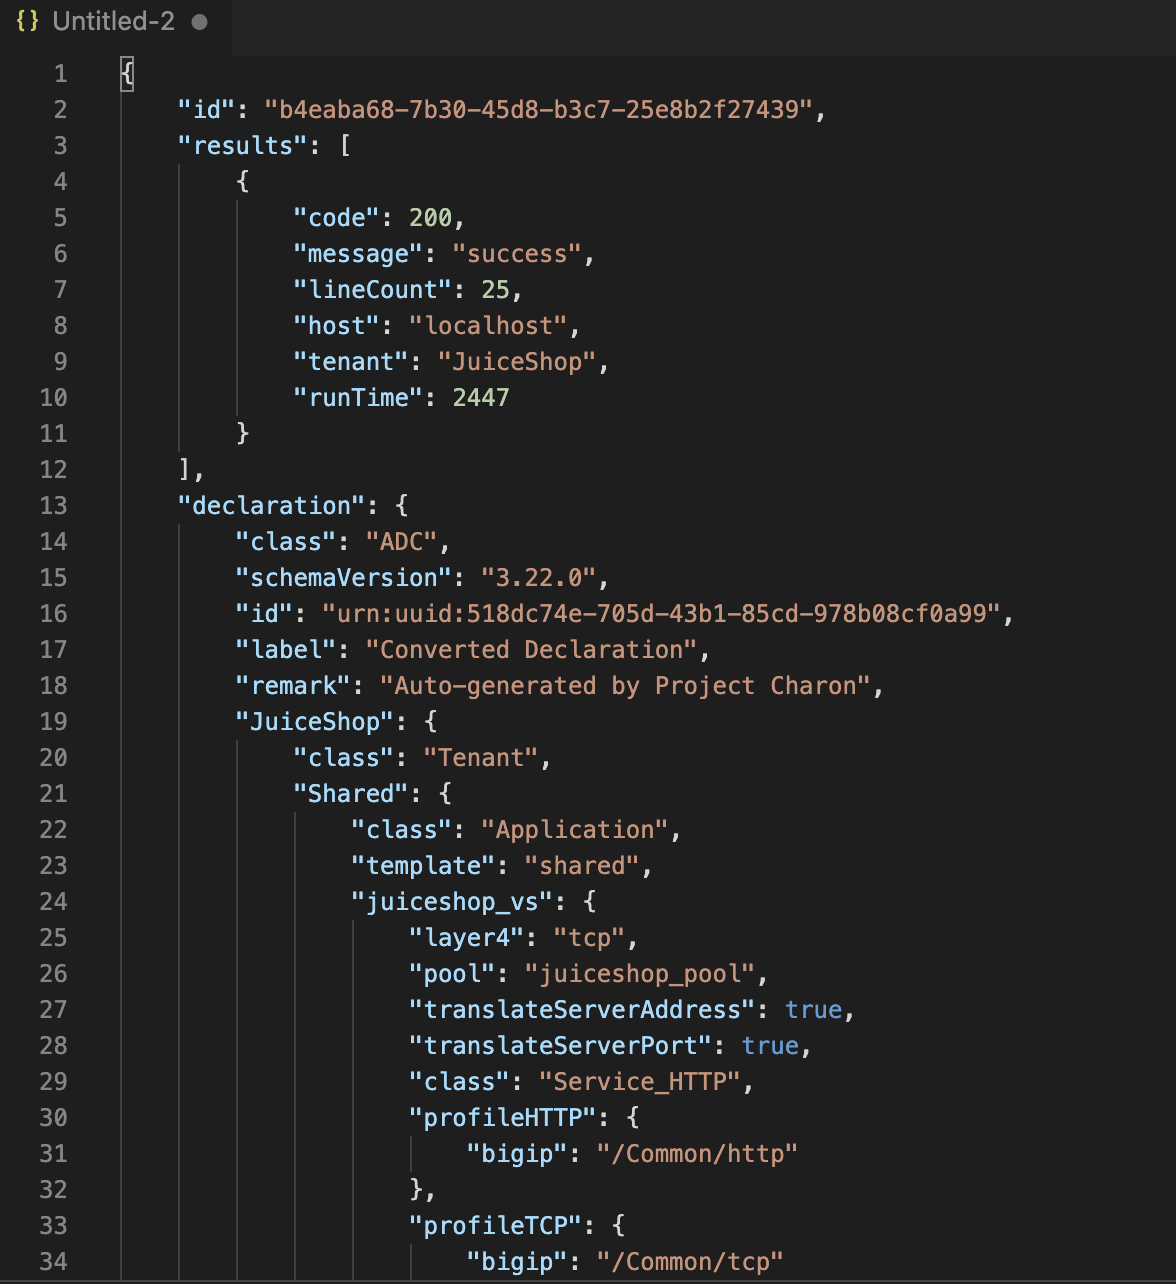 {} Untitled-2
1 {
2     "id": "b4eaba68-7b30-45d8-b3c7-25e8b2f27439",
3     "results": [
4         {
5             "code": 200,
6             "message": "success",
7             "lineCount": 25,
8             "host": "localhost",
9             "tenant": "JuiceShop",
10             "runTime": 2447
11         }
12     ],
13     "declaration": {
14         "class": "ADC",
15         "schemaVersion": "3.22.0",
16         "id": "urn:uuid:518dc74e-705d-43b1-85cd-978b08cf0a99",
17         "label": "Converted Declaration",
18         "remark": "Auto-generated by Project Charon",
19         "JuiceShop": {
20             "class": "Tenant",
21             "Shared": {
22                 "class": "Application",
23                 "template": "shared",
24                 "juiceshop_vs": {
25                     "layer4": "tcp",
26                     "pool": "juiceshop_pool",
27                     "translateServerAddress": true,
28                     "translateServerPort": true,
29                     "class": "Service_HTTP",
30                     "profileHTTP": {
31                         "bigip": "/Common/http"
32                     },
33                     "profileTCP": {
34                         "bigip": "/Common/tcp"